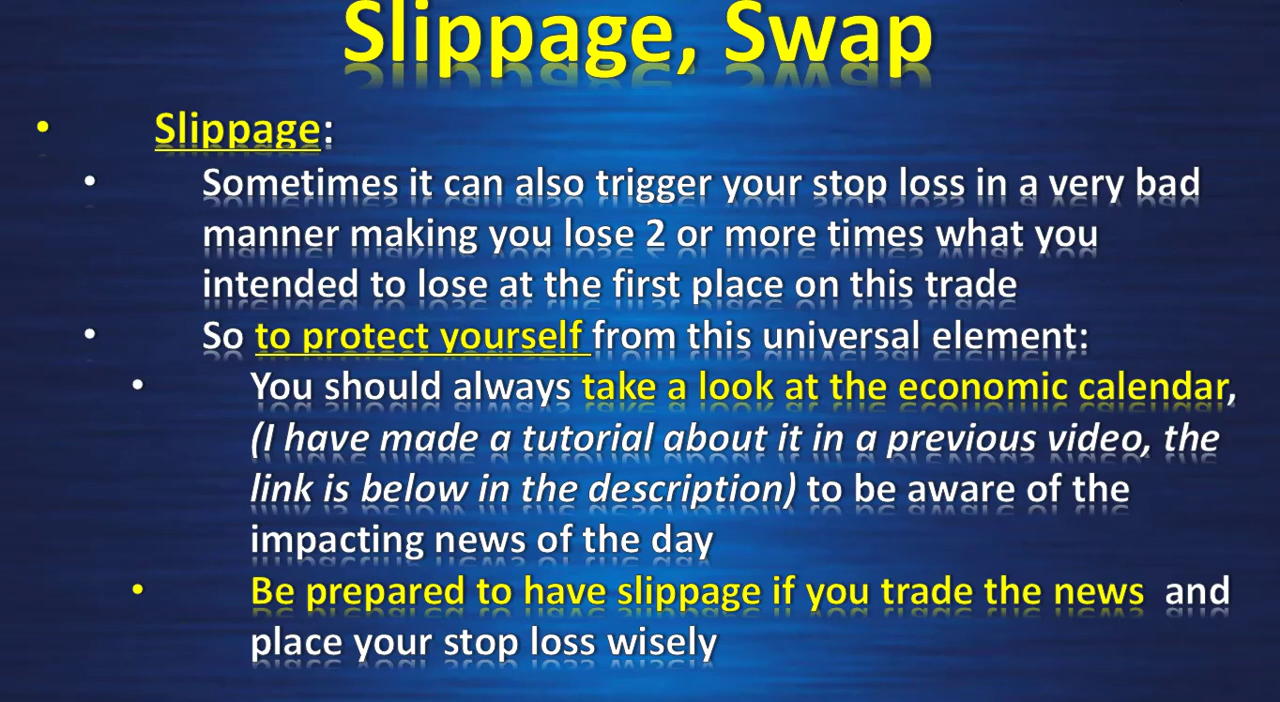 Slippage, Swap
• Slippage:
• Sometimes it can also trigger your stop loss in a very bad
manner making you lose 2 or more times what you
intended to lose at the first place on this trade
• So to protect yourself from this universal element:
• You should always take a look at the economic calendar,
(I have made a tutorial about it in a previous video, the
link is below in the description) to be aware of the
impacting news of the day
• Be prepared to have slippage if you trade the news and
place your stop loss wisely